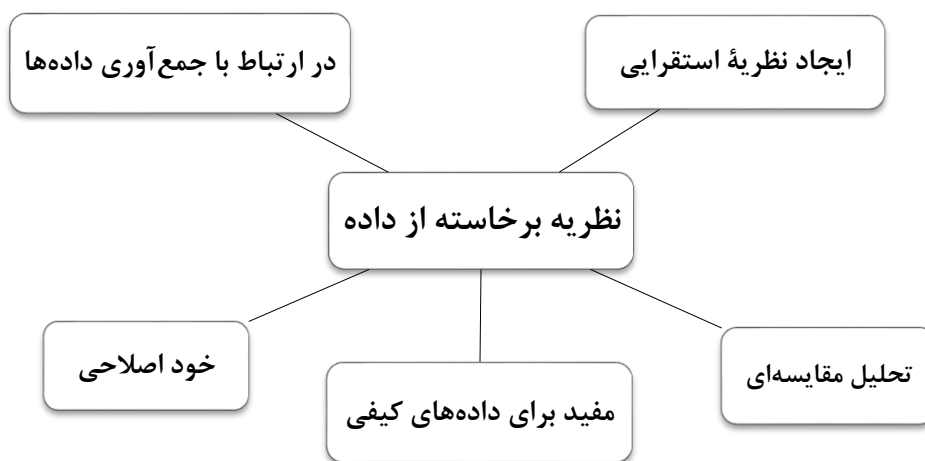 ایجاد نظریۀ استقرایی
در ارتباط با جمع‌آوری داده‌ها
نظریه برخاسته از داده
تحلیل مقایسه‌ای
مفید برای داده‌های کیفی
خود اصلاحی